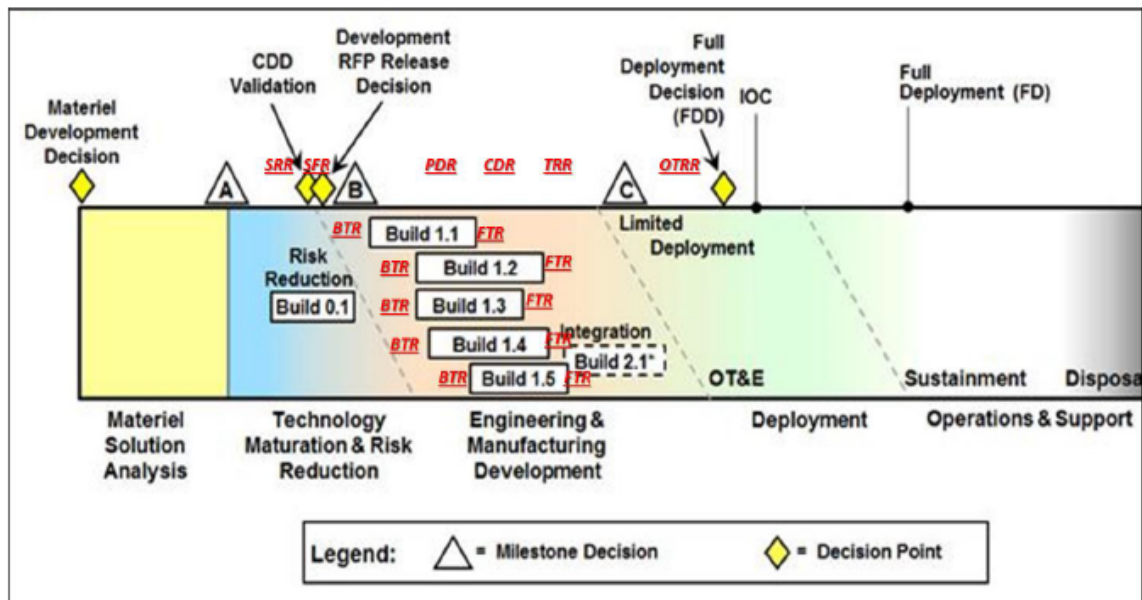 Materiel
Development
Decision
CDD
Validation
Development
RFP Release
Decision
Full
Deployment
Decision
(FDD)
IOC
Full
Deployment (FD)
SRR
SFR
PDR
CDR
TRR
OTRR
A
B
C
BTR
Build 1.1
FTR
Limited
Deployment
Risk
Reduction
Build 0.1
BTR
Build 1.2
FTR
BTR
Build 1.3
FTR
BTR
Build 1.4
FTR
Integration
Build 2.1*
BTR
Build 1.5
FTR
OT&E
Sustainment
Disposa
Materiel
Solution
Analysis
Technology
Maturation & Risk
Reduction
Engineering &
Manufacturing
Development
Deployment
Operations & Support
Legend:
= Milestone Decision
= Decision Point